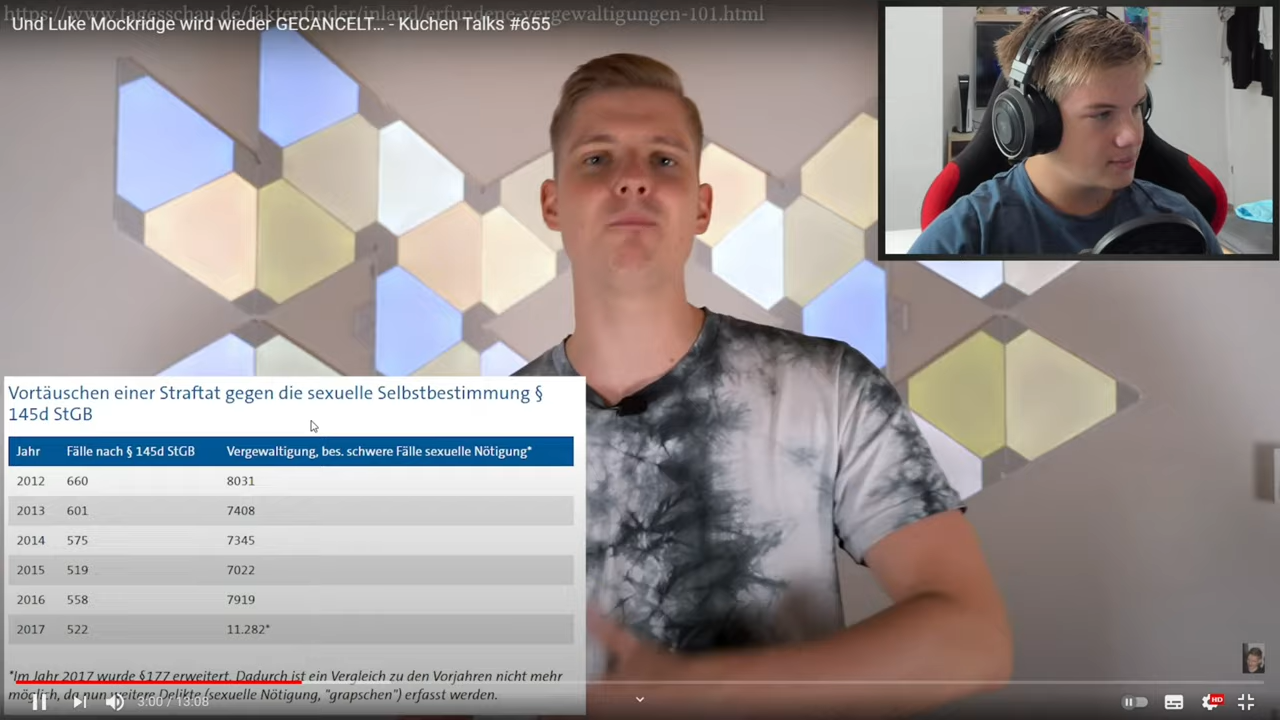 https://www.tagesschau.de/faktenfinder/inland/erfundene-vergewaltigungen-101.html
Und Luke Mockridge wird wieder GECANCELT... - Kuchen Talks #655
Vortäuschen einer Straftat gegen die sexuelle Selbstbestimmung §
145d StGB
Jahr Fälle nach § 145d StGB Vergewaltigung, bes. schwere Fälle sexuelle Nötigung*
2012 660 8031
2013 601 7408
2014 575 7345
2015 519 7022
2016 558 7919
2017 522 11.282*
*Im Jahr 2017 wurde §177 erweitert. Dadurch ist ein Vergleich zu den Vorjahren nicht mehr
möglich, da nun weitere Delikte (sexuelle Nötigung, "grapschen") erfasst werden.
3:00 / 13:08
HD